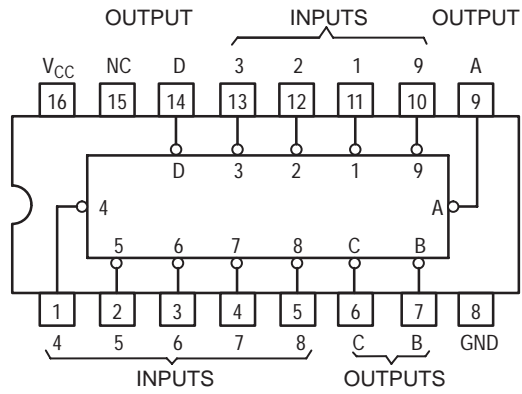 OUTPUT INPUTS OUTPUT
V_CC NC D 3 2 1 9 A
16 15 14 13 12 11 10 9
D 3 2 1 9
4 A
5 6 7 8 C B
1 2 3 4 5 6 7 8
4 5 6 7 8 C B GND
INPUTS OUTPUTS